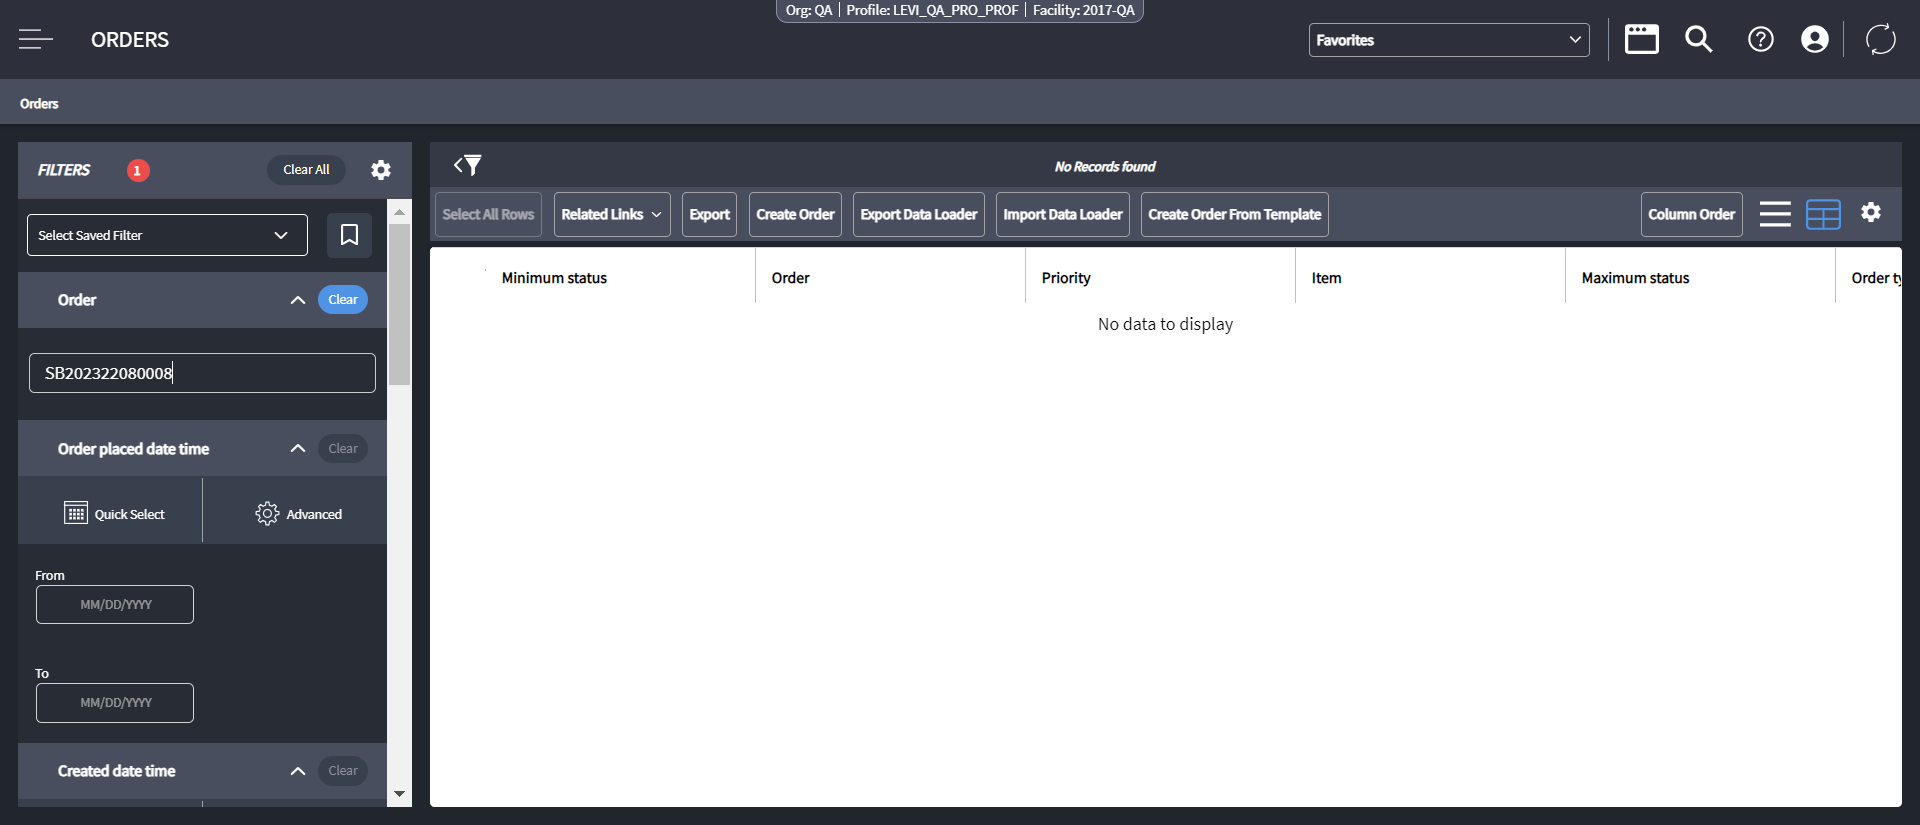 Org: QA | Profile: LEVI_QA_PRO_PROF | Facility: 2017-QA
ORDERS
Favorites
Orders
FILTERS 1 Clear All
Select Saved Filter
Order Clear
SB202322080008
Order placed date time Clear
Quick Select Advanced
From
MM/DD/YYYY
To
MM/DD/YYYY
Created date time Clear
No Records found
Select All Rows Related Links Export Create Order Export Data Loader Import Data Loader Create Order From Template Column Order
Minimum status Order Priority Item Maximum status Order ty
No data to display